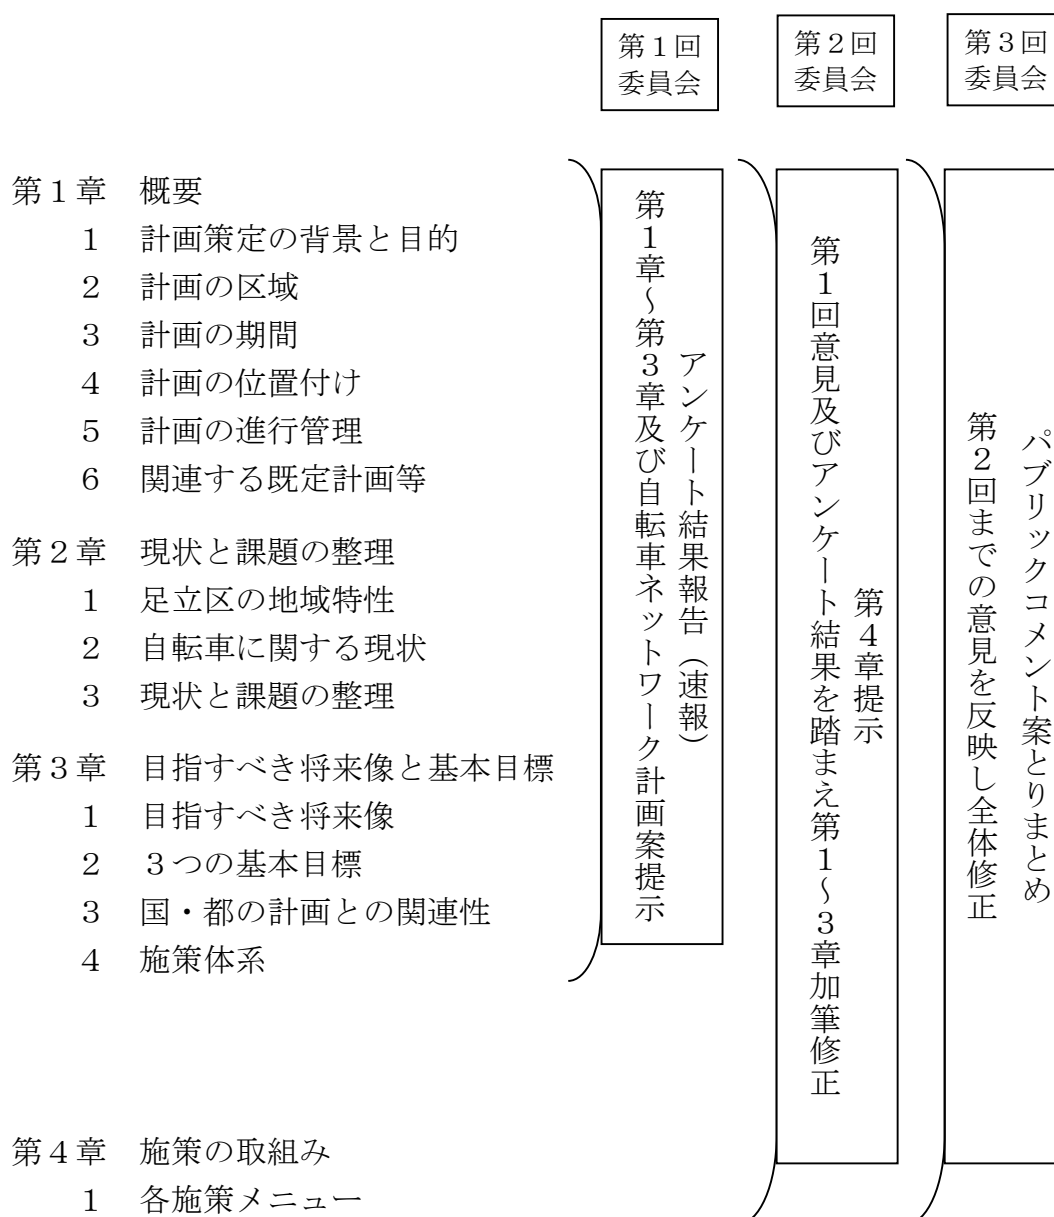 第１回
委員会
第２回
委員会
第３回
委員会
第１章　概要
１　計画策定の背景と目的
２　計画の区域
３　計画の期間
４　計画の位置付け
５　計画の進行管理
６　関連する既定計画等
第２章　現状と課題の整理
１　足立区の地域特性
２　自転車に関する現状
３　現状と課題の整理
第３章　目指すべき将来像と基本目標
１　目指すべき将来像
２　３つの基本目標
３　国・都の計画との関連性
４　施策体系
第４章　施策の取組み
１　各施策メニュー
アンケート結果報告（速報）
第１章～第３章及び自転車ネットワーク計画案提示
第４章提示
第１回意見及びアンケート結果を踏まえ第１～３章加筆修正
パブリックコメント案とりまとめ
第２回までの意見を反映し全体修正